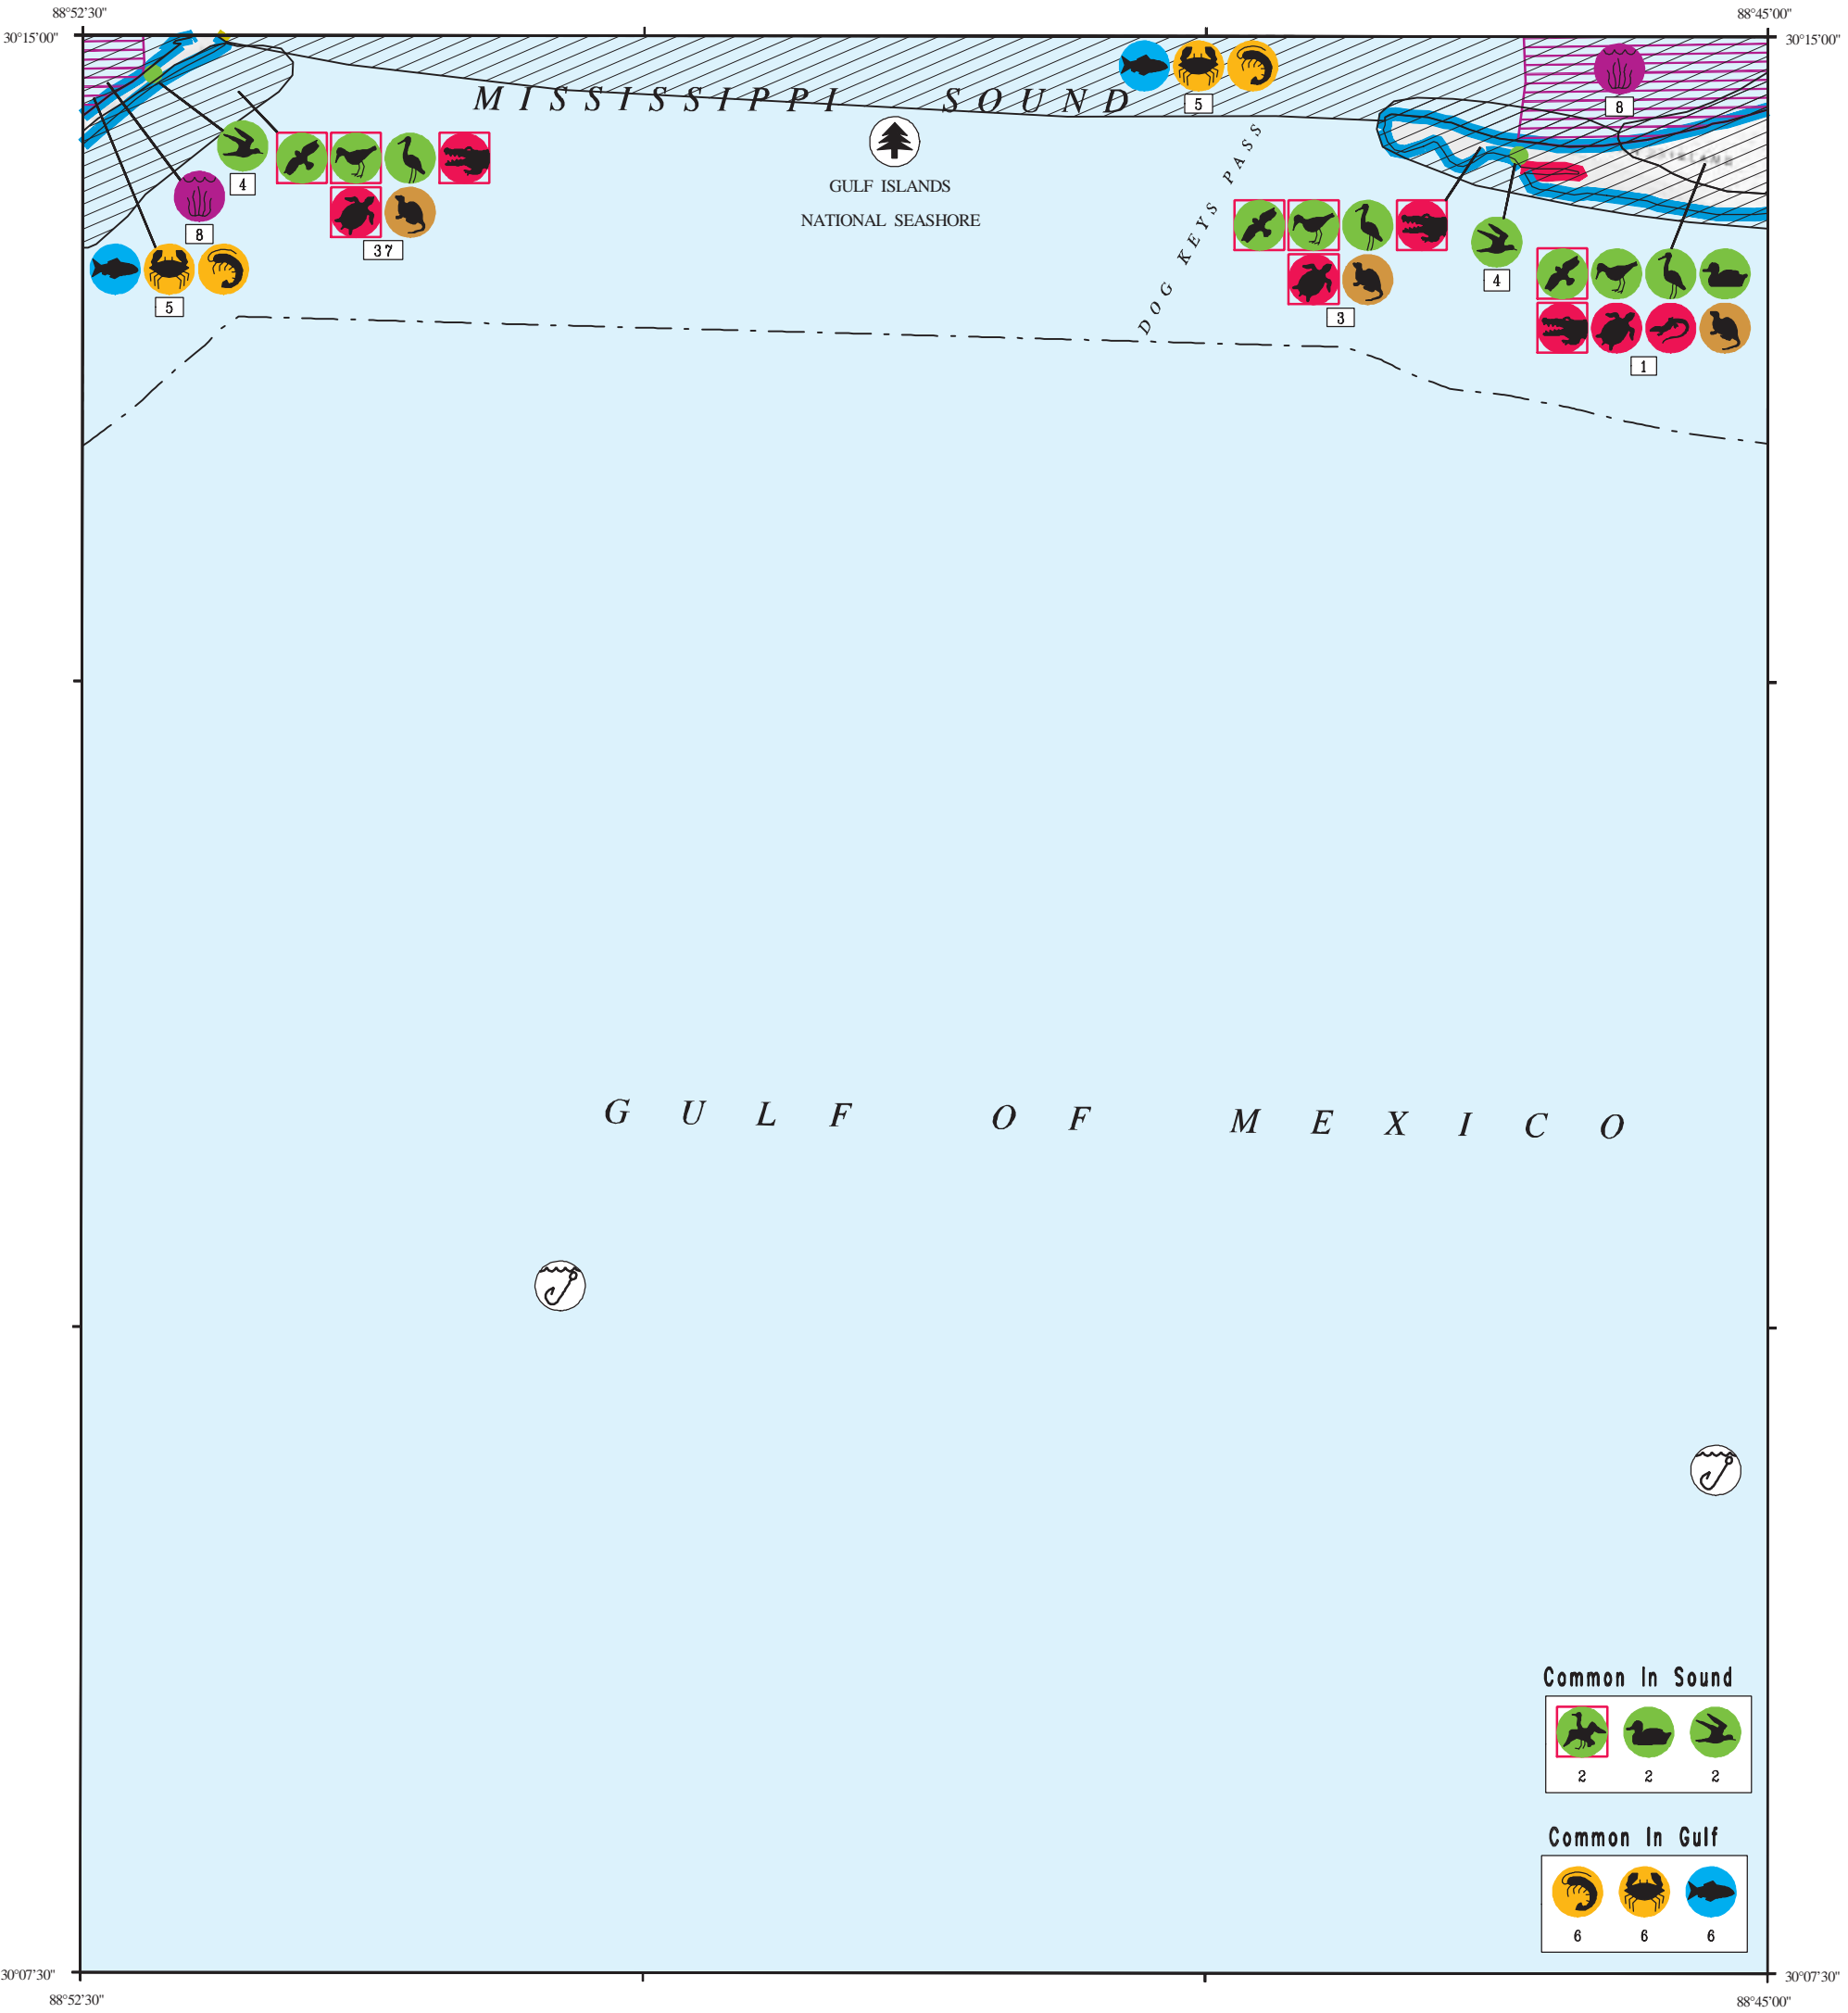 88°52'30" 88°45'00"
30°15'00" 30°15'00"
MISSISSIPPI SOUND
5
8
GULF ISLANDS
NATIONAL SEASHORE
DOG KEYS PASS
4
8
37
5
3
4
1
GULF OF MEXICO
Common In Sound
2 2 2
Common In Gulf
6 6 6
30°07'30" 30°07'30"
88°52'30" 88°45'00"